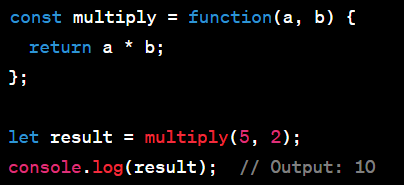 const multiply = function(a, b) {
  return a * b;
};

let result = multiply(5, 2);
console.log(result);  // Output: 10